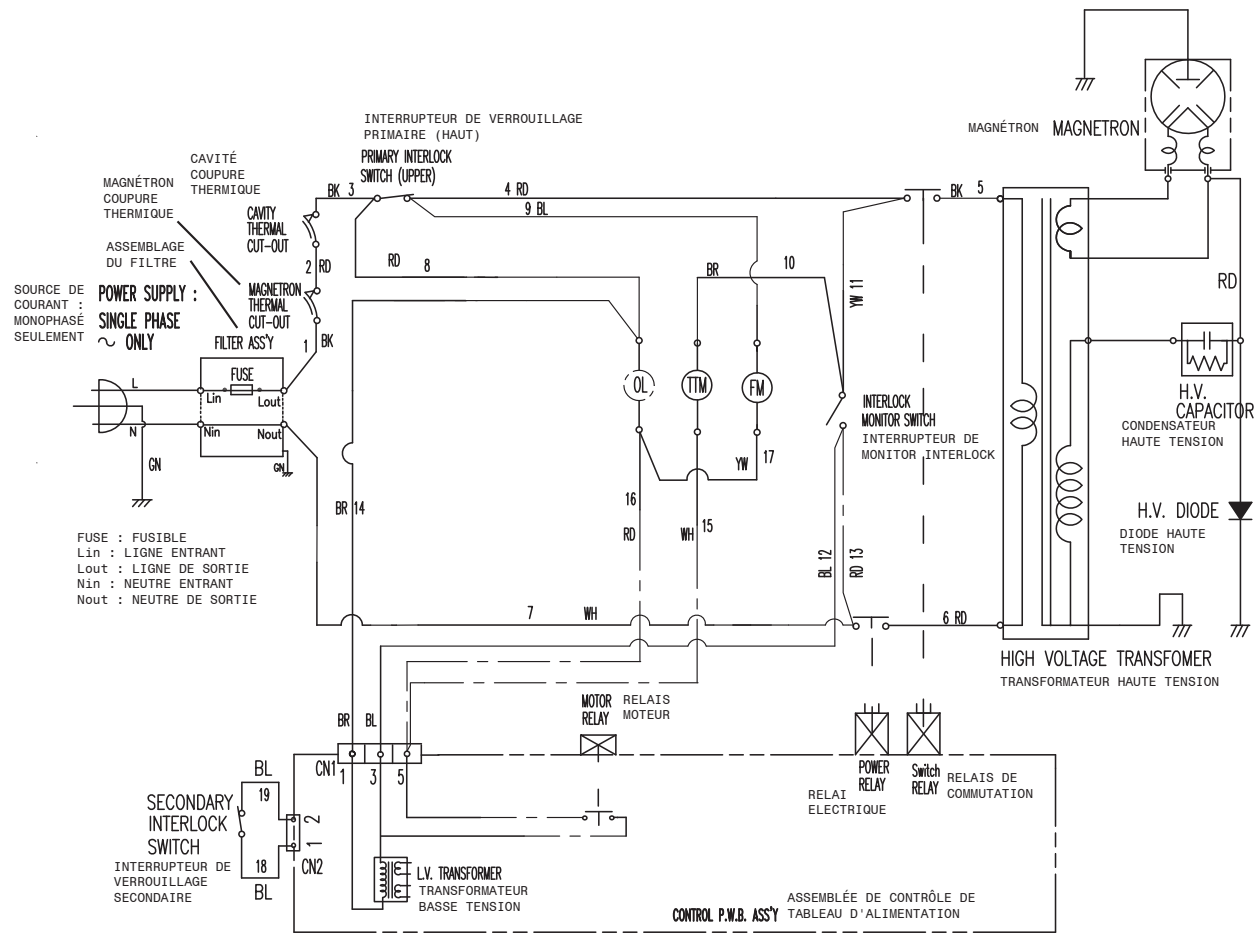 MAGNÉTRON MAGNETRON
INTERRUPTEUR DE VERROUILLAGE
PRIMAIRE (HAUT)
PRIMARY INTERLOCK
SWITCH (UPPER)
CAVITÉ
COUPURE
THERMIQUE
MAGNÉTRON
COUPURE
THERMIQUE
CAVITY
THERMAL
CUT-OUT
ASSEMBLAGE
DU FILTRE
MAGNETRON
THERMAL
CUT-OUT
SOURCE DE
COURANT :
MONOPHASÉ
SEULEMENT
POWER SUPPLY :
SINGLE PHASE
~ ONLY
FILTER ASS'Y
FUSE
L
Lin
Lout
N
Nin
Nout
GN
GN
BK 3
2 RD
1 BK
4 RD
9 BL
RD 8
BR 10
YW 11
BK 5
RD
OL
TTM
FM
INTERLOCK
MONITOR SWITCH
INTERRUPTEUR DE
MONITOR INTERLOCK
H.V.
CAPACITOR
CONDENSATEUR
HAUTE TENSION
H.V. DIODE
DIODE HAUTE
TENSION
BR 14
16
RD
WH 15
YW 17
BL 12
RD 13
7 WH
6 RD
FUSE : FUSIBLE
Lin : LIGNE ENTRANT
Lout : LIGNE DE SORTIE
Nin : NEUTRE ENTRANT
Nout : NEUTRE DE SORTIE
HIGH VOLTAGE TRANSFOMER
TRANSFORMATEUR HAUTE TENSION
MOTOR
RELAY
RELAIS
MOTEUR
BR BL
CN1
1 3 5
POWER
RELAY
RELAI
ELECTRIQUE
Switch
RELAY
RELAIS DE
COMMUTATION
BL
19
SECONDARY
INTERLOCK
SWITCH
INTERRUPTEUR DE
VERROUILLAGE
SECONDAIRE
18
BL
2
1
CN2
L.V. TRANSFORMER
TRANSFORMATEUR
BASSE TENSION
CONTROL P.W.B. ASS'Y
ASSEMBLÉE DE CONTRÔLE DE
TABLEAU D'ALIMENTATION